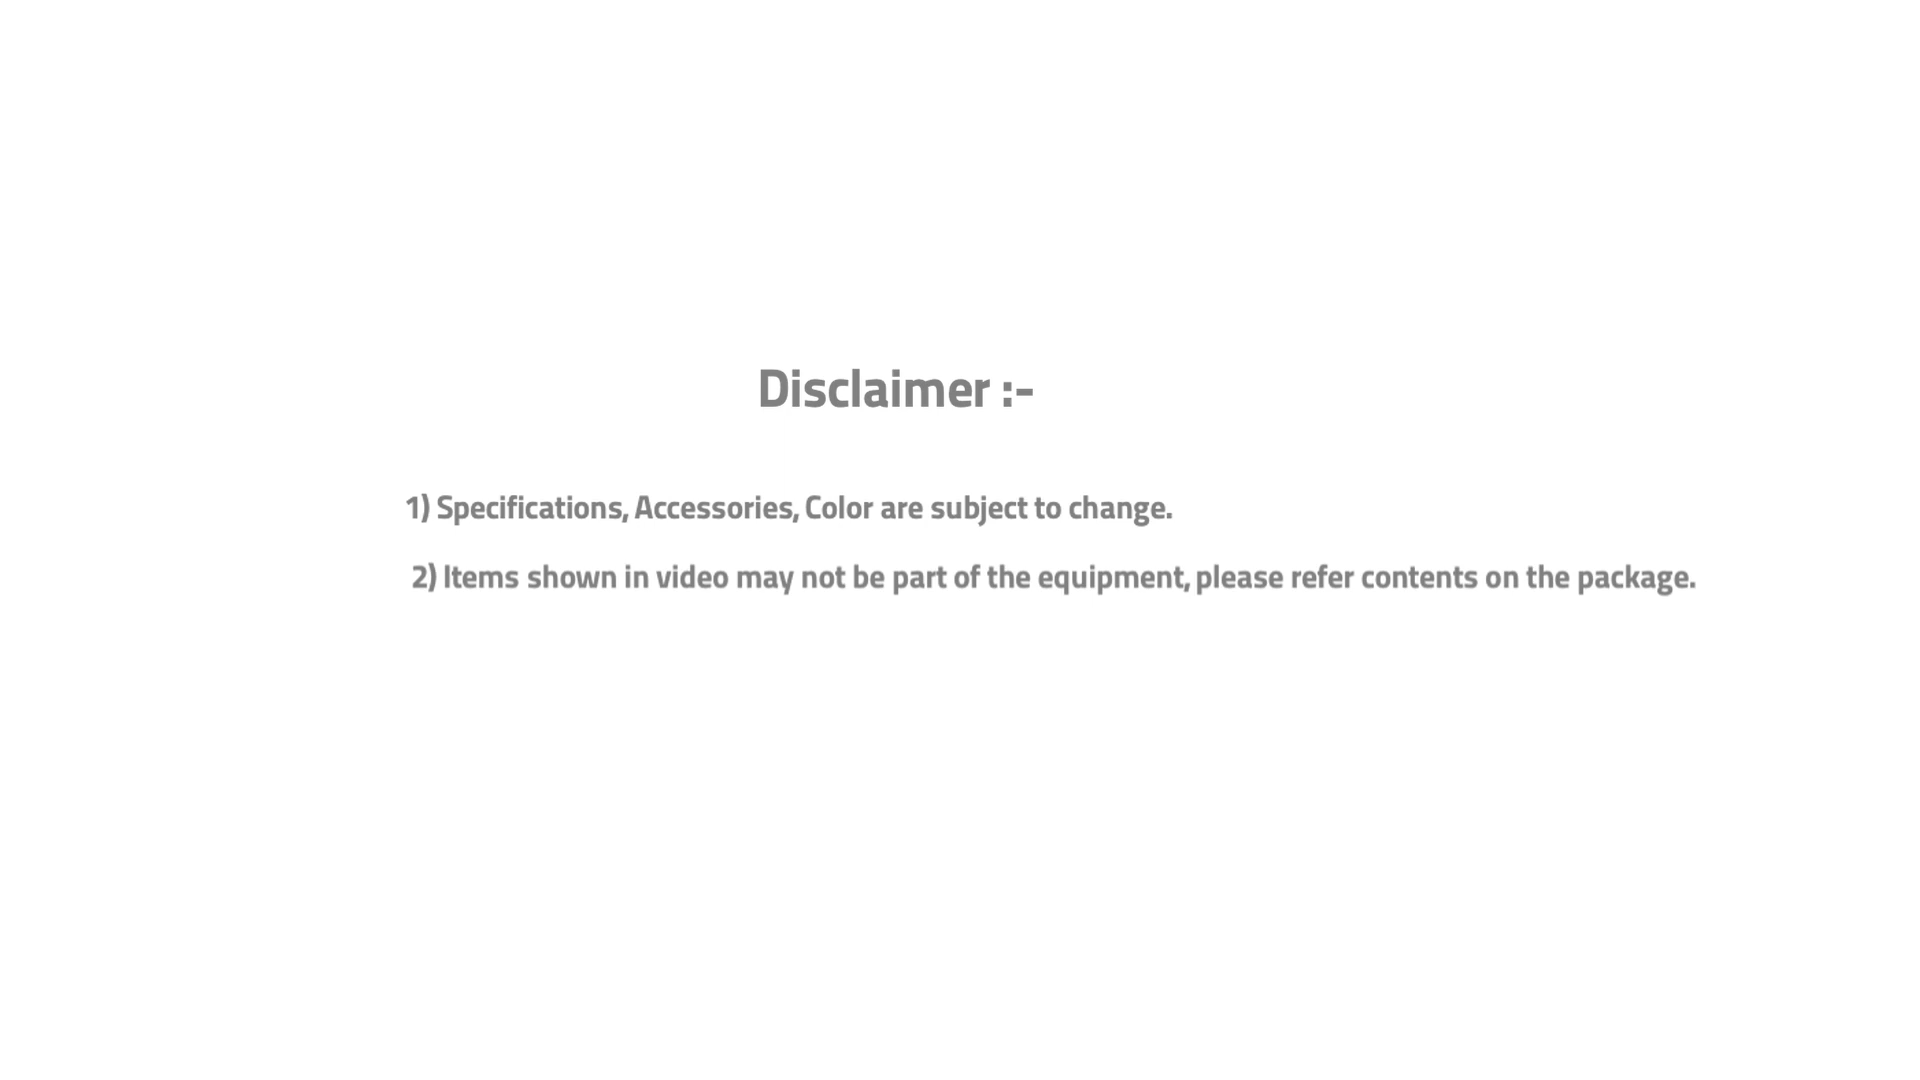 Disclaimer :-
1) Specifications, Accessories, Color are subject to change.
2) Items shown in video may not be part of the equipment, please refer contents on the package.